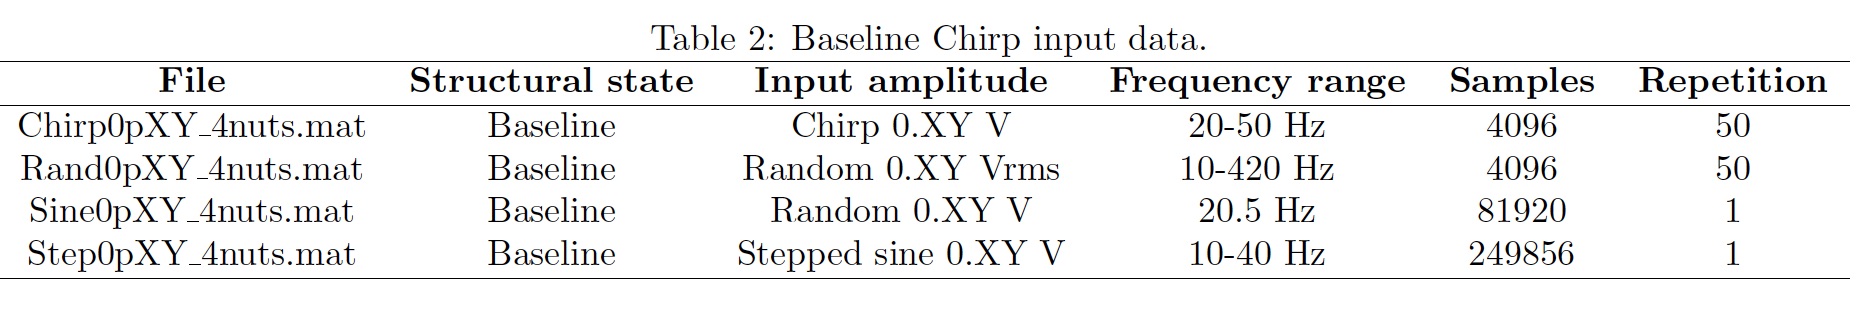 Table 2: Baseline Chirp input data.
File Structural state Input amplitude Frequency range Samples Repetition
Chirp0pXY_4nuts.mat Baseline Chirp 0.XY V 20-50 Hz 4096 50
Rand0pXY_4nuts.mat Baseline Random 0.XY Vrms 10-420 Hz 4096 50
Sine0pXY_4nuts.mat Baseline Random 0.XY V 20.5 Hz 81920 1
Step0pXY_4nuts.mat Baseline Stepped sine 0.XY V 10-40 Hz 249856 1